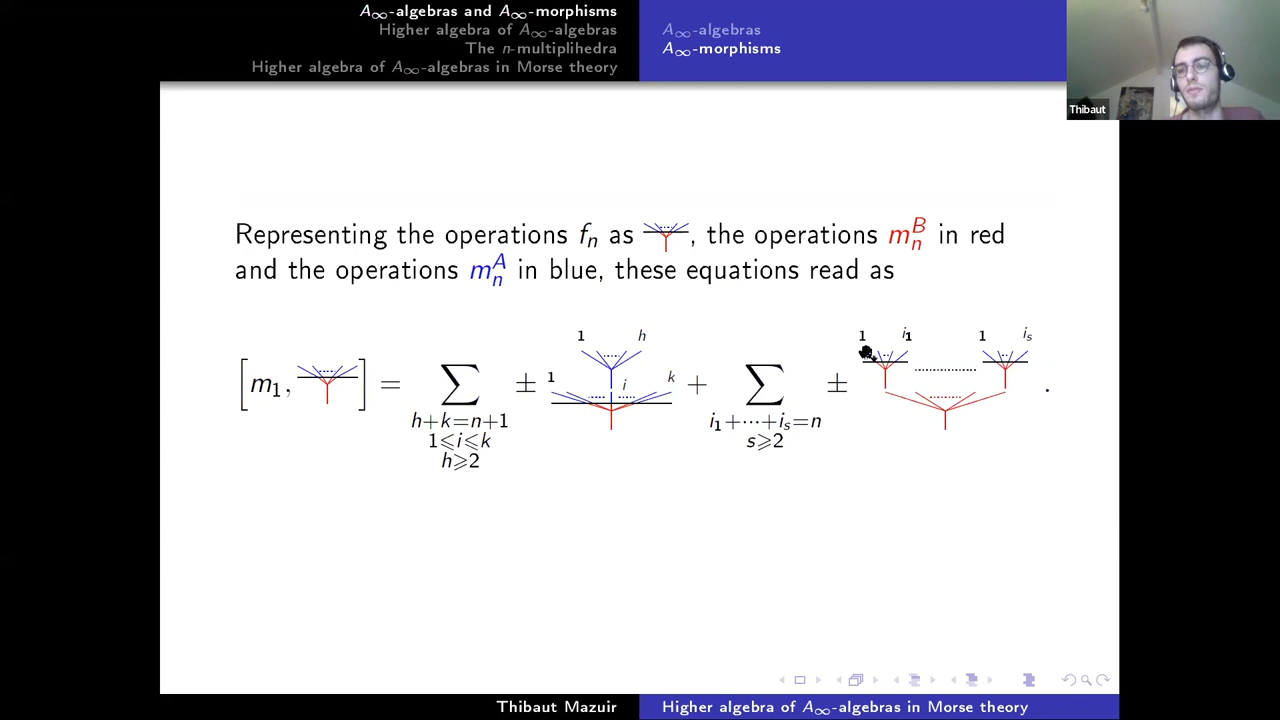 A∞-algebras and A∞-morphisms
Higher algebra of A∞-algebras
The n-multiplihedra
Higher algebra of A∞-algebras in Morse theory
A∞-algebras
A∞-morphisms
Thibaut
Representing the operations fₙ as , the operations mₙᴮ in red
and the operations mₙᴬ in blue, these equations read as
1 h 1 i₁ 1 iₛ
[m₁, ] = ∑ ± 1 i k + ∑ ± .
h+k=n+1 i₁+⋯+iₛ=n
1⩽i⩽k s⩾2
h⩾2
Thibaut Mazuir
Higher algebra of A∞-algebras in Morse theory